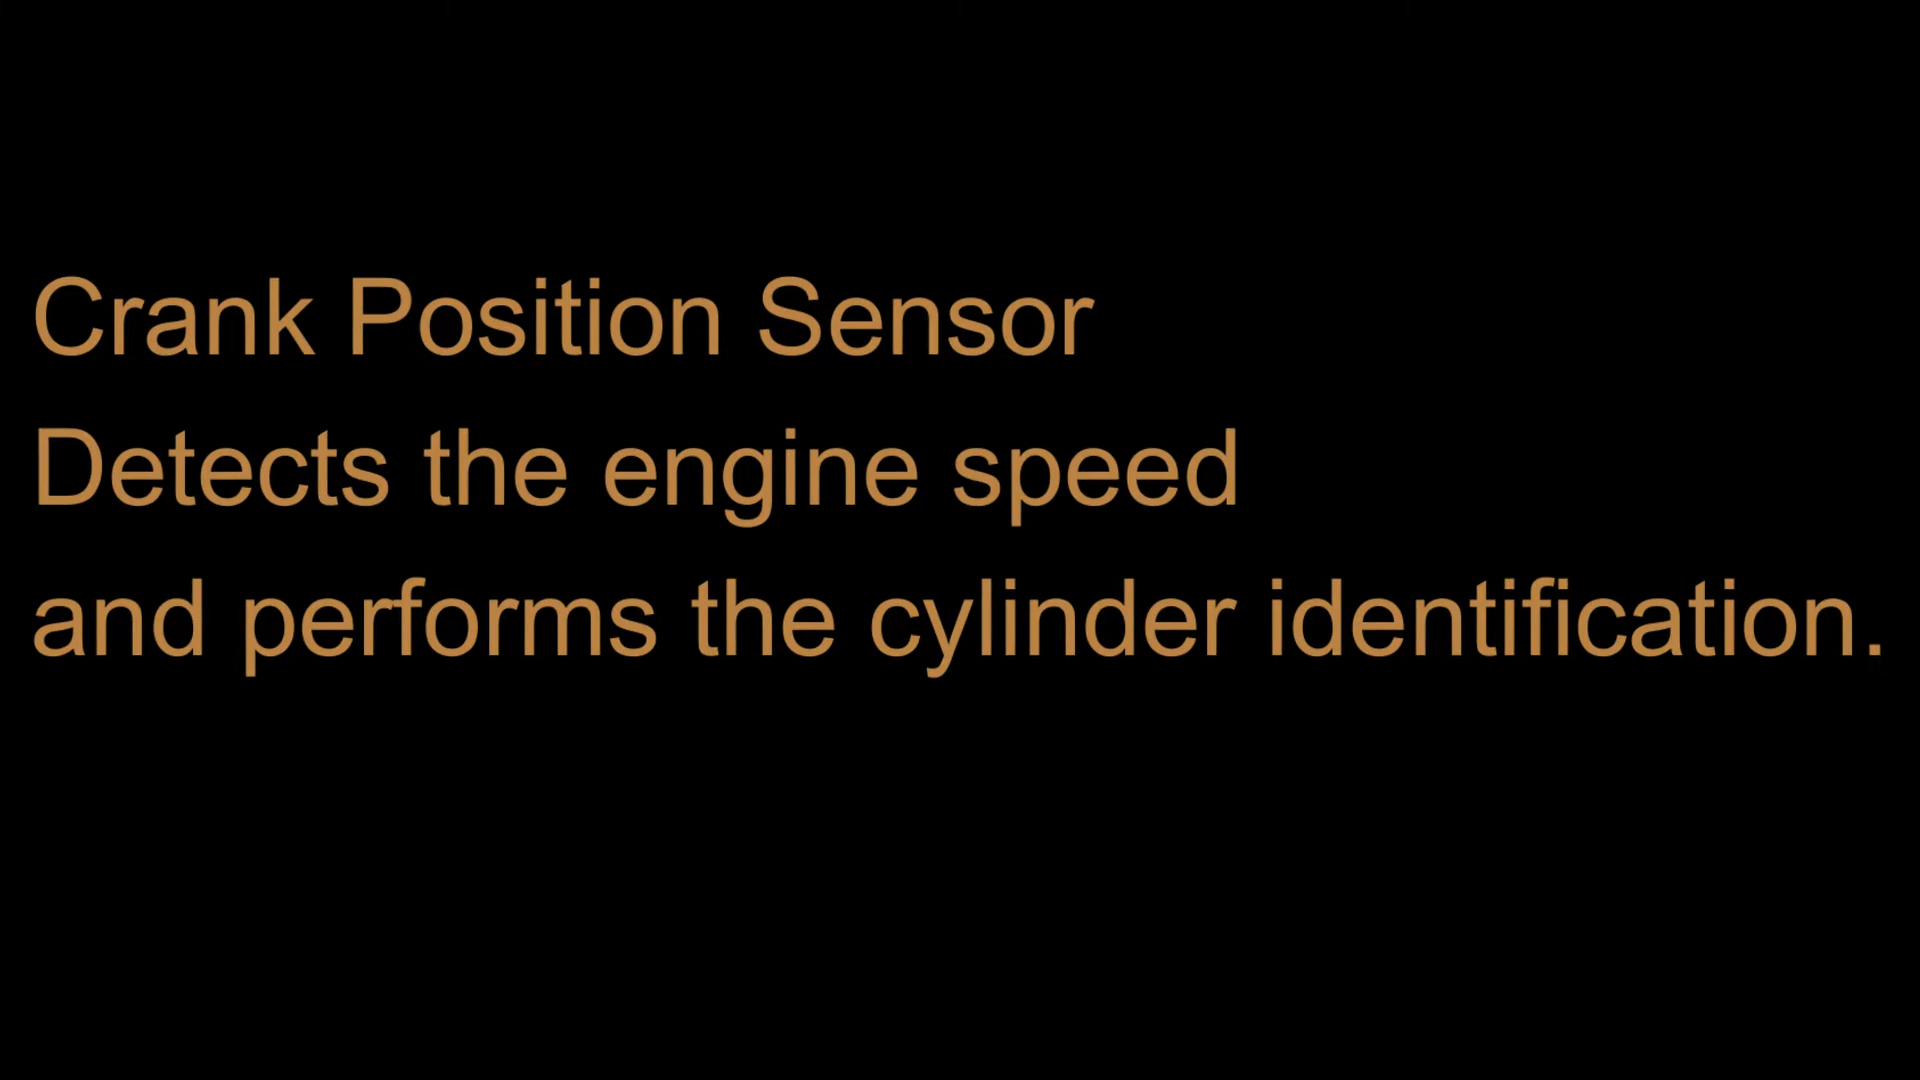 Crank Position Sensor
Detects the engine speed
and performs the cylinder identification.